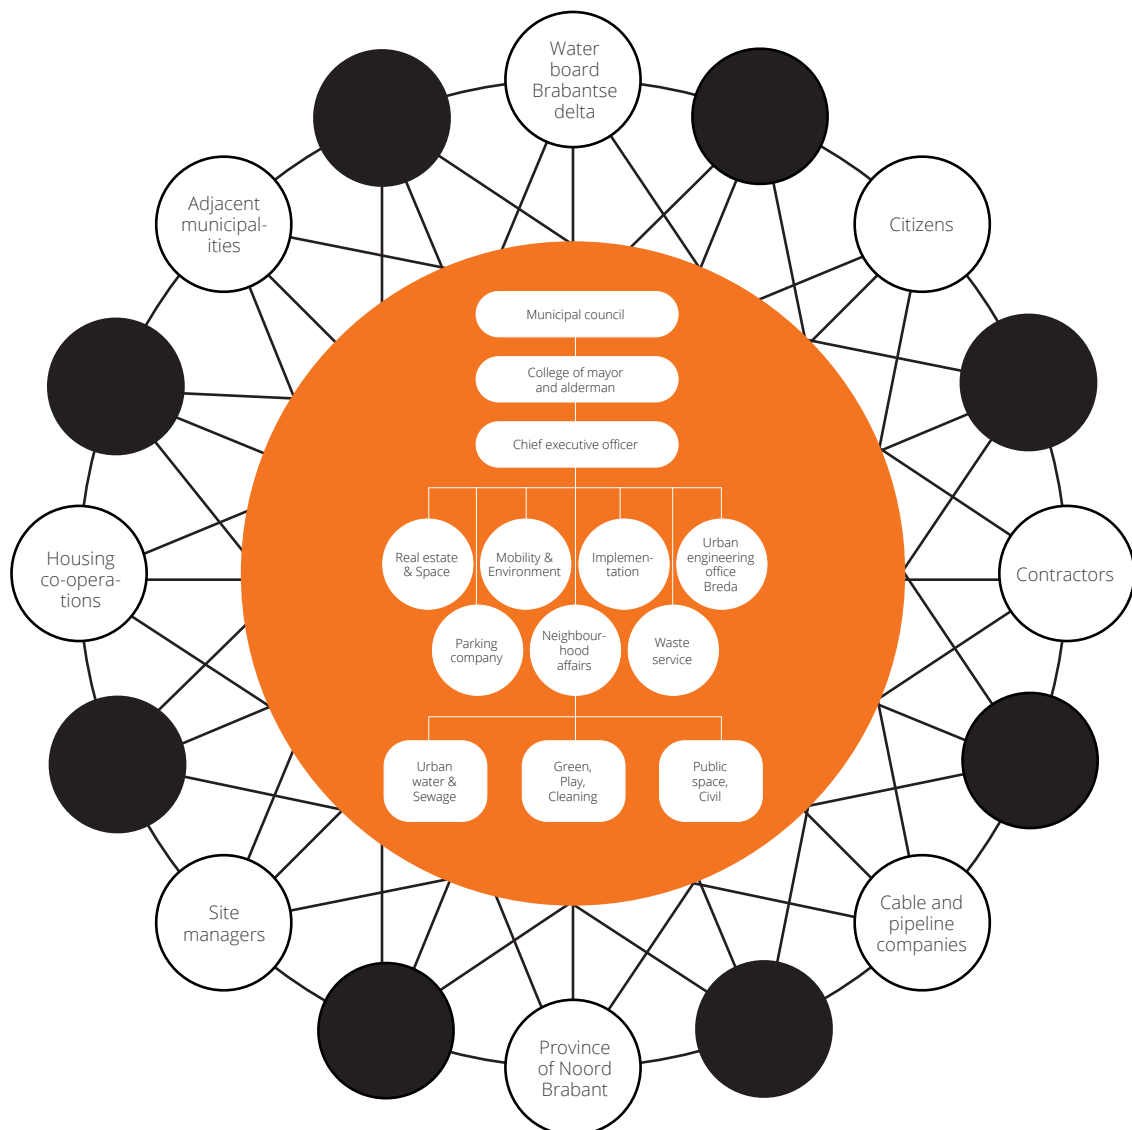 Water
board
Brabantse
delta
Adjacent
municipal-
ities
Citizens
Municipal council
College of mayor
and alderman
Chief executive officer
Housing
co-opera-
tions
Real estate
& Space
Mobility &
Environment
Implemen-
tation
Urban
engineering
office
Breda
Contractors
Parking
company
Neighbour-
hood
affairs
Waste
service
Urban
water &
Sewage
Green,
Play,
Cleaning
Public
space,
Civil
Site
managers
Cable and
pipeline
companies
Province
of Noord
Brabant